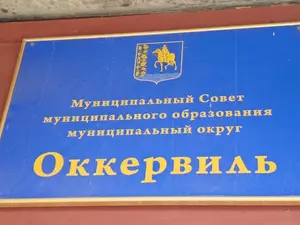 Муниципальный Совет
муниципального образования
муниципальный округ
Оккервиль